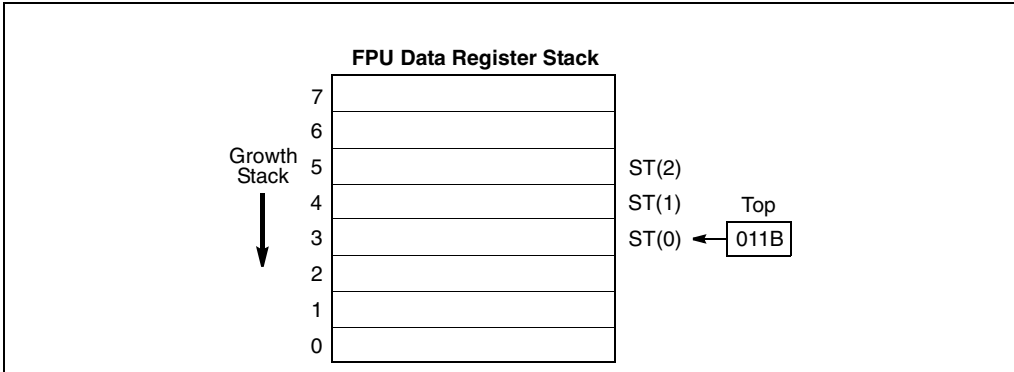 FPU Data Register Stack
7
6
Growth
Stack
5
ST(2)
4
ST(1)
Top
3
ST(0)
011B
2
1
0